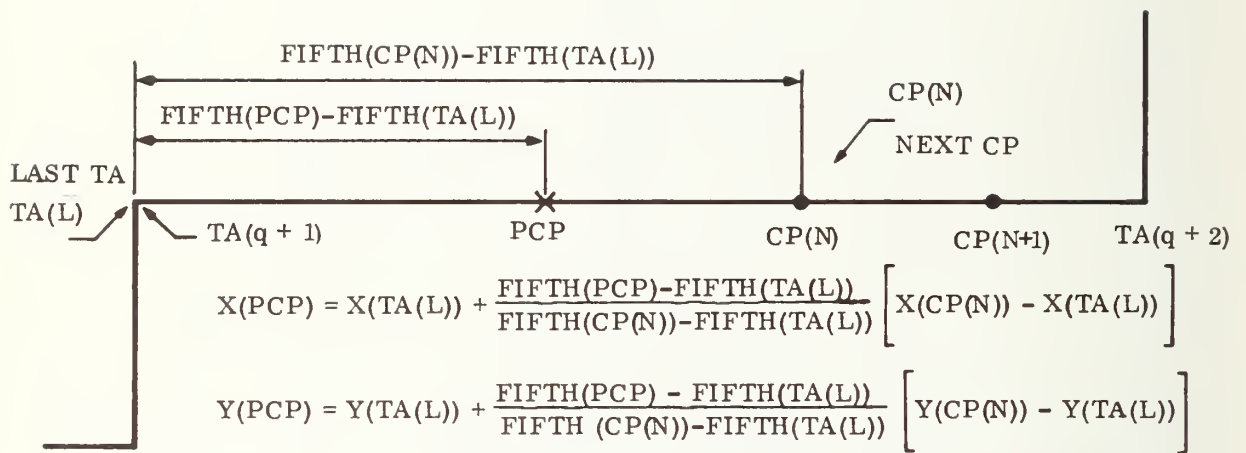 FIFTH(CP(N))-FIFTH(TA(L))
FIFTH(PCP)-FIFTH(TA(L))
CP(N)
NEXT CP
LAST TA
TA(L)
TA(q + 1)
PCP
CP(N)
CP(N+1)
TA(q + 2)
X(PCP) = X(TA(L)) + FIFTH(PCP)-FIFTH(TA(L)) / FIFTH(CP(N))-FIFTH(TA(L)) [X(CP(N)) - X(TA(L))]
Y(PCP) = Y(TA(L)) + FIFTH(PCP) - FIFTH(TA(L)) / FIFTH (CP(N))-FIFTH(TA(L)) [Y(CP(N)) - Y(TA(L))]